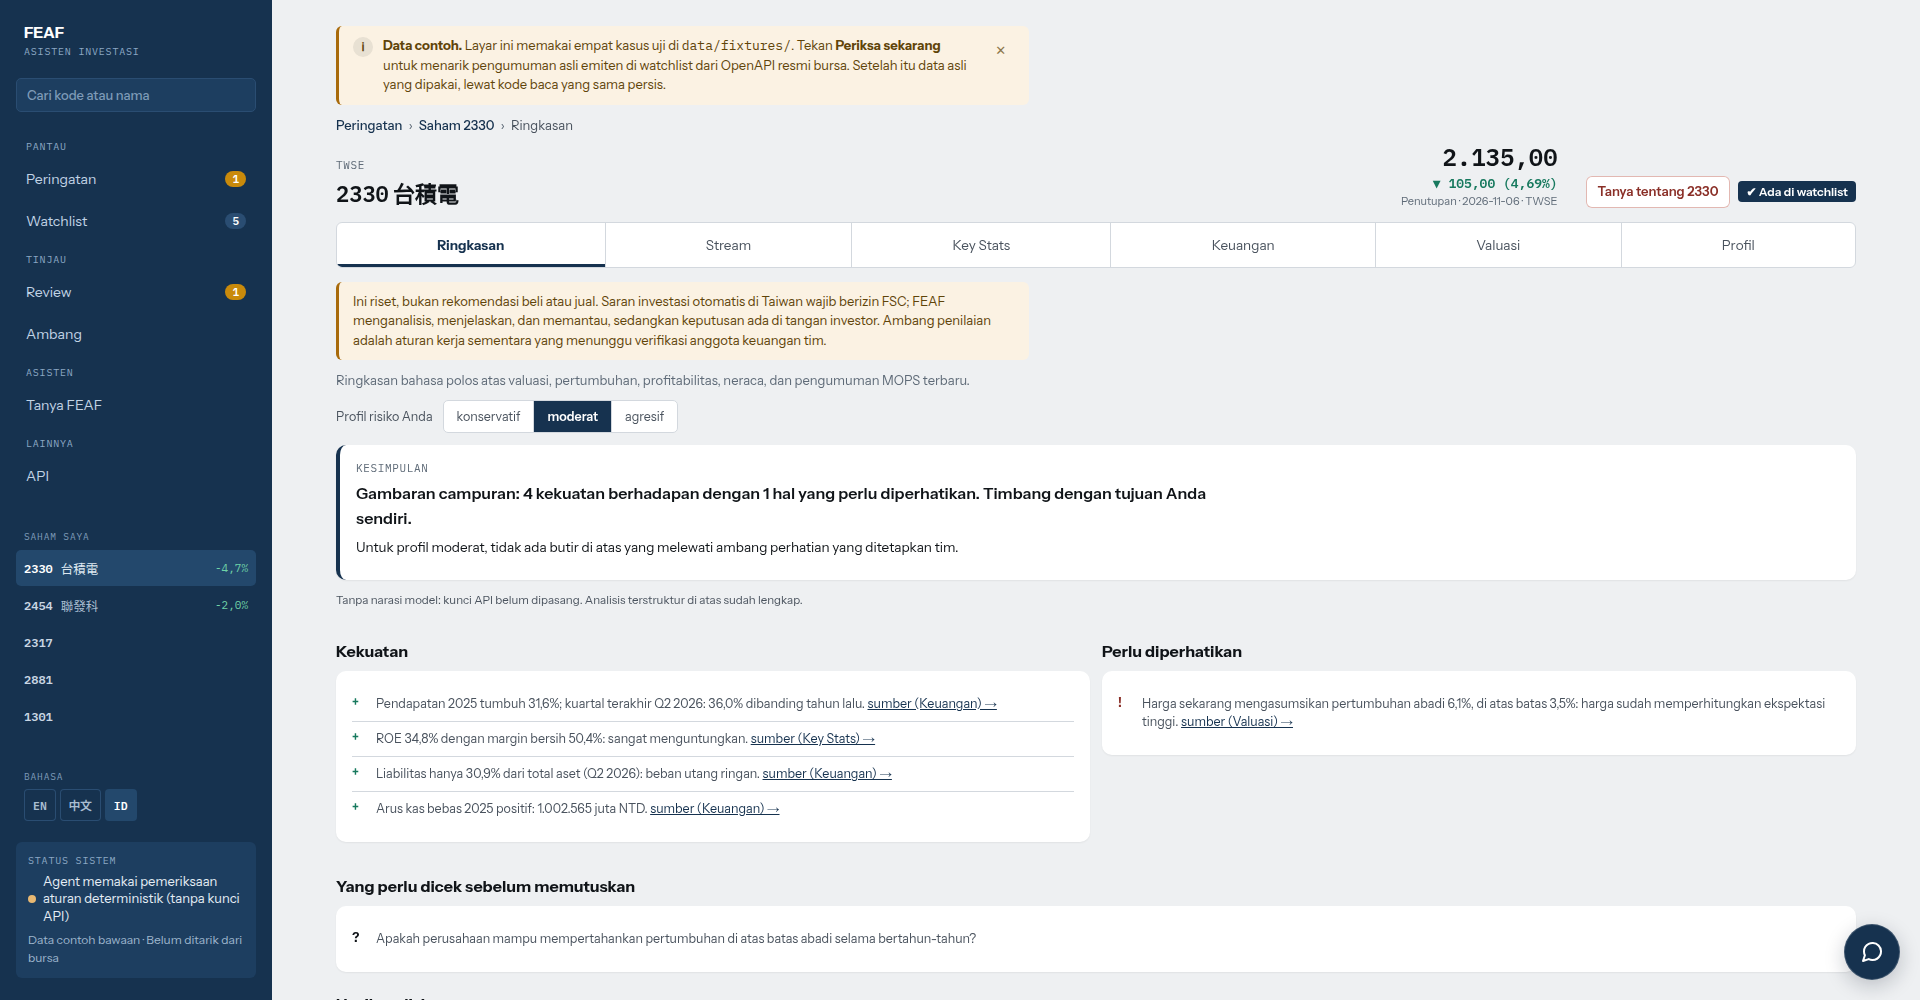 FEAF
ASISTEN INVESTASI
Cari kode atau nama
PANTAU
Peringatan 1
Watchlist 5
TINJAU
Review 1
Ambang
ASISTEN
Tanya FEAF
LAINNYA
API
SAHAM SAYA
2330 台積電 -4,7%
2454 聯發科 -2,0%
2317
2881
1301
BAHASA
EN 中文 ID
STATUS SISTEM
Agent memakai pemeriksaan
aturan deterministik (tanpa kunci
API)
Data contoh bawaan · Belum ditarik dari
bursa
i Data contoh. Layar ini memakai empat kasus uji di data/fixtures/. Tekan Periksa sekarang ×
untuk menarik pengumuman asli emiten di watchlist dari OpenAPI resmi bursa. Setelah itu data asli
yang dipakai, lewat kode baca yang sama persis.
Peringatan › Saham 2330 › Ringkasan
TWSE
2330 台積電
2.135,00
▼ 105,00 (4,69%)
Penutupan · 2026-11-06 · TWSE
Tanya tentang 2330
✔ Ada di watchlist
Ringkasan Stream Key Stats Keuangan Valuasi Profil
Ini riset, bukan rekomendasi beli atau jual. Saran investasi otomatis di Taiwan wajib berizin FSC; FEAF
menganalisis, menjelaskan, dan memantau, sedangkan keputusan ada di tangan investor. Ambang penilaian
adalah aturan kerja sementara yang menunggu verifikasi anggota keuangan tim.
Ringkasan bahasa polos atas valuasi, pertumbuhan, profitabilitas, neraca, dan pengumuman MOPS terbaru.
Profil risiko Anda konservatif moderat agresif
KESIMPULAN
Gambaran campuran: 4 kekuatan berhadapan dengan 1 hal yang perlu diperhatikan. Timbang dengan tujuan Anda
sendiri.
Untuk profil moderat, tidak ada butir di atas yang melewati ambang perhatian yang ditetapkan tim.
Tanpa narasi model: kunci API belum dipasang. Analisis terstruktur di atas sudah lengkap.
Kekuatan
+ Pendapatan 2025 tumbuh 31,6%; kuartal terakhir Q2 2026: 36,0% dibanding tahun lalu. sumber (Keuangan) →
+ ROE 34,8% dengan margin bersih 50,4%: sangat menguntungkan. sumber (Key Stats) →
+ Liabilitas hanya 30,9% dari total aset (Q2 2026): beban utang ringan. sumber (Keuangan) →
+ Arus kas bebas 2025 positif: 1.002.565 juta NTD. sumber (Keuangan) →
Perlu diperhatikan
! Harga sekarang mengasumsikan pertumbuhan abadi 6,1%, di atas batas 3,5%: harga sudah memperhitungkan ekspektasi
tinggi. sumber (Valuasi) →
Yang perlu dicek sebelum memutuskan
? Apakah perusahaan mampu mempertahankan pertumbuhan di atas batas abadi selama bertahun-tahun?